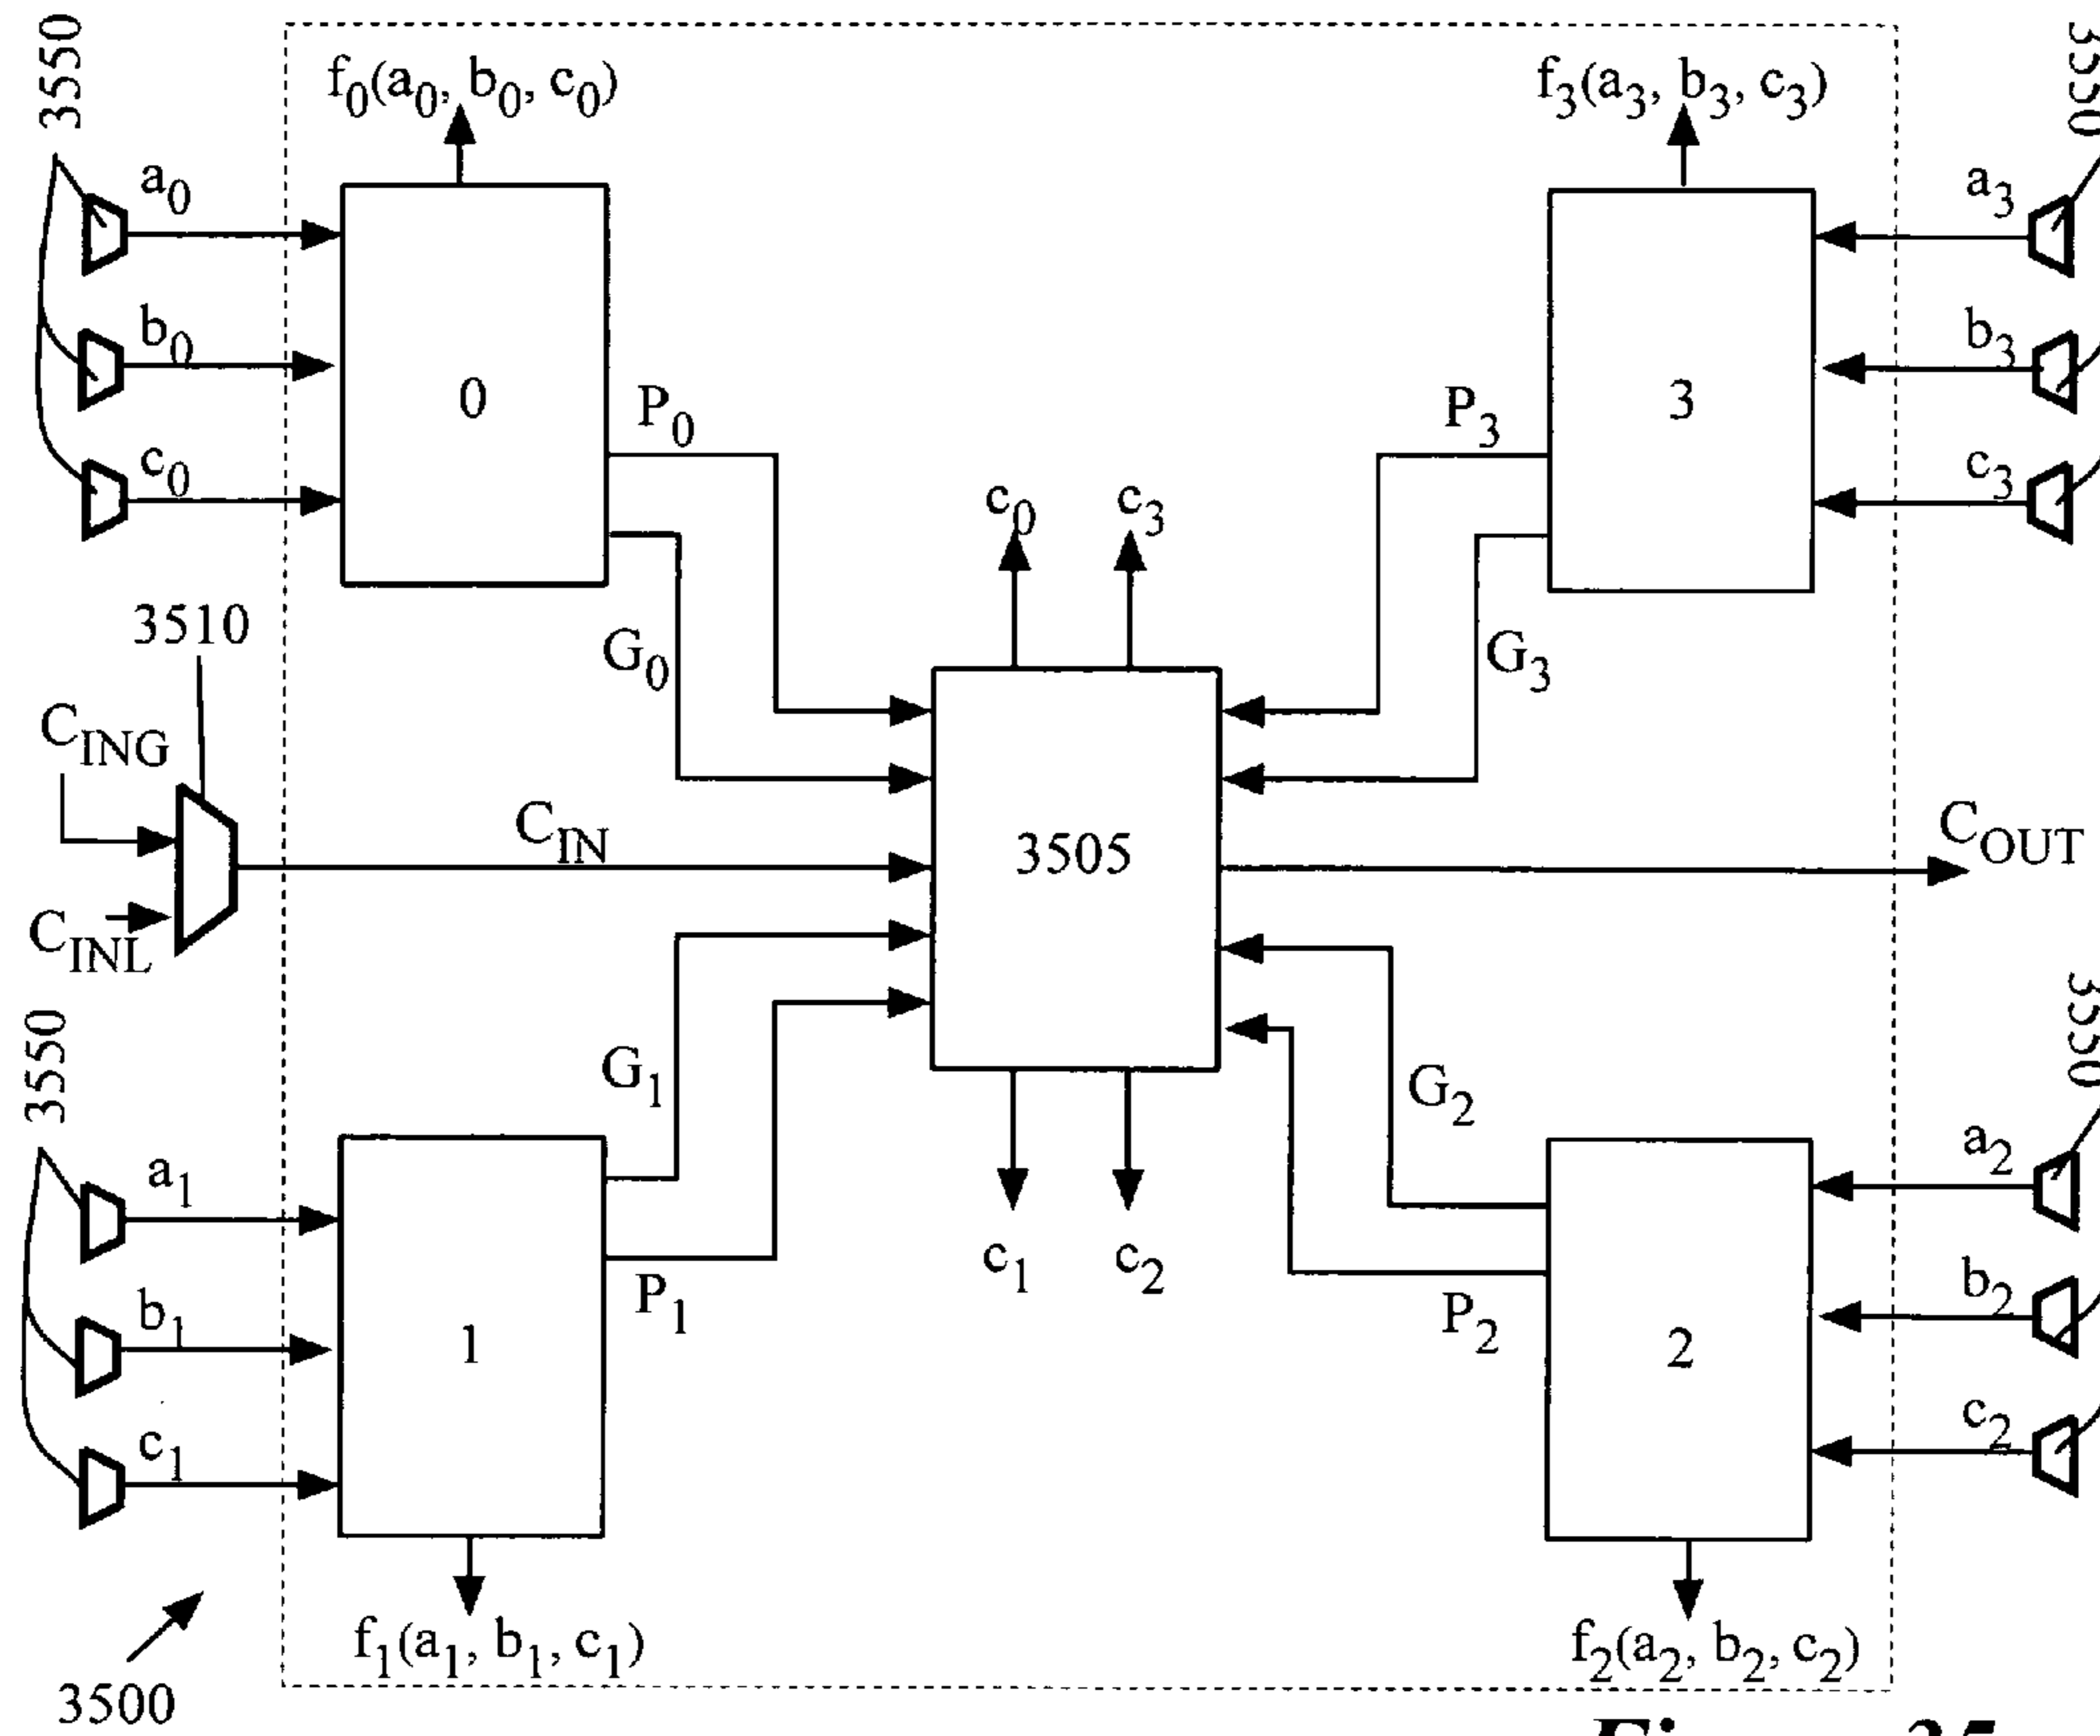 3550
f0(a0, b0, c0)
f3(a3, b3, c3)
3550
a0
a3
b0
b3
c0
c3
0
3
P0
P3
c0
c3
3510
G0
G3
CING
CIN
3505
COUT
CINL
3550
3550
G1
G2
a1
a2
c1
c2
b1
b2
P1
P2
1
2
c1
c2
f1(a1, b1, c1)
f2(a2, b2, c2)
3500